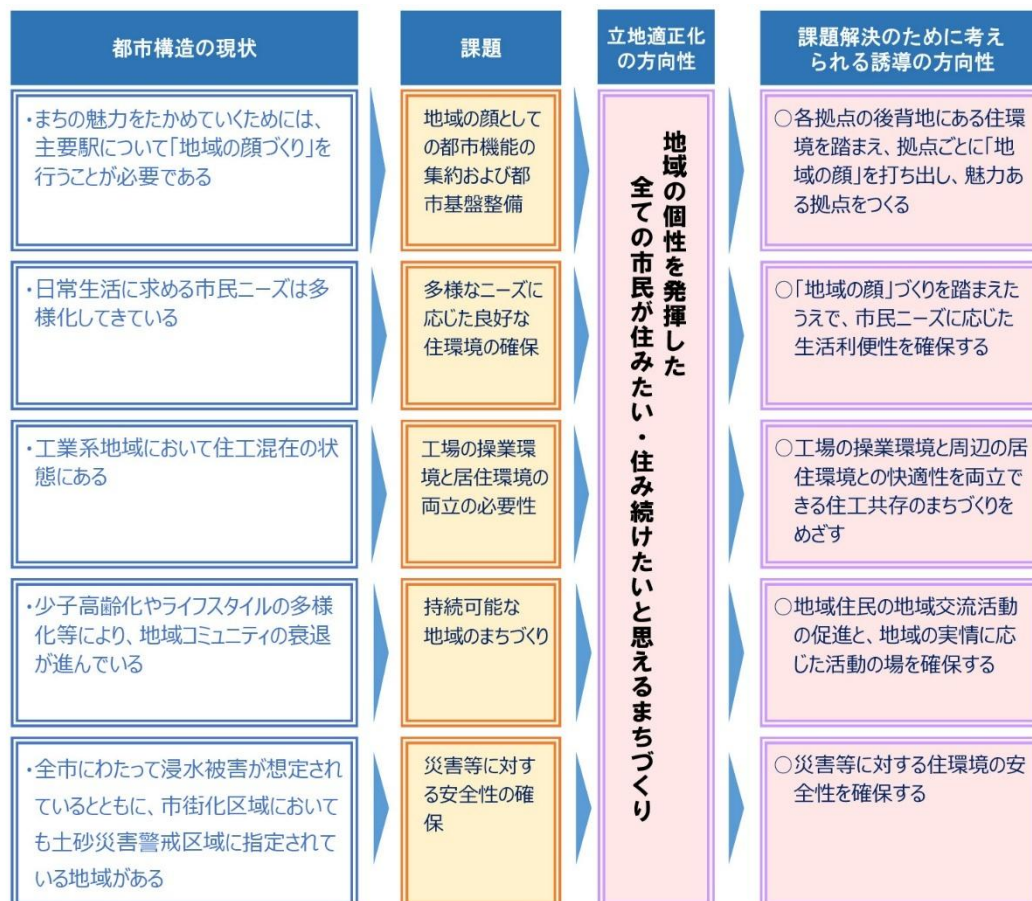 都市構造の現状
課題
立地適正化
の方向性
課題解決のために考え
られる誘導の方向性
・まちの魅力をたかめていくためには、
主要駅について「地域の顔づくり」を
行うことが必要である
地域の顔として
の都市機能の
集約および都
市基盤整備
地域の個性を発揮した
全ての市民が住みたい・住み続けたいと思えるまちづくり
○各拠点の後背地にある住環
境を踏まえ、拠点ごとに「地
域の顔」を打ち出し、魅力あ
る拠点をつくる
・日常生活に求める市民ニーズは多
様化してきている
多様なニーズに
応じた良好な
住環境の確保
○「地域の顔」づくりを踏まえた
うえで、市民ニーズに応じた
生活利便性を確保する
・工業系地域において住工混在の状
態にある
工場の操業環
境と居住環境の
両立の必要性
○工場の操業環境と周辺の居
住環境との快適性を両立で
きる住工共存のまちづくりを
めざす
・少子高齢化やライフスタイルの多様
化等により、地域コミュニティの衰退
が進んでいる
持続可能な
地域のまちづくり
○地域住民の地域交流活動
の促進と、地域の実情に応
じた活動の場を確保する
・全市にわたって浸水被害が想定され
ているとともに、市街化区域において
も土砂災害警戒区域に指定されて
いる地域がある
災害等に対す
る安全性の確
保
○災害等に対する住環境の安
全性を確保する